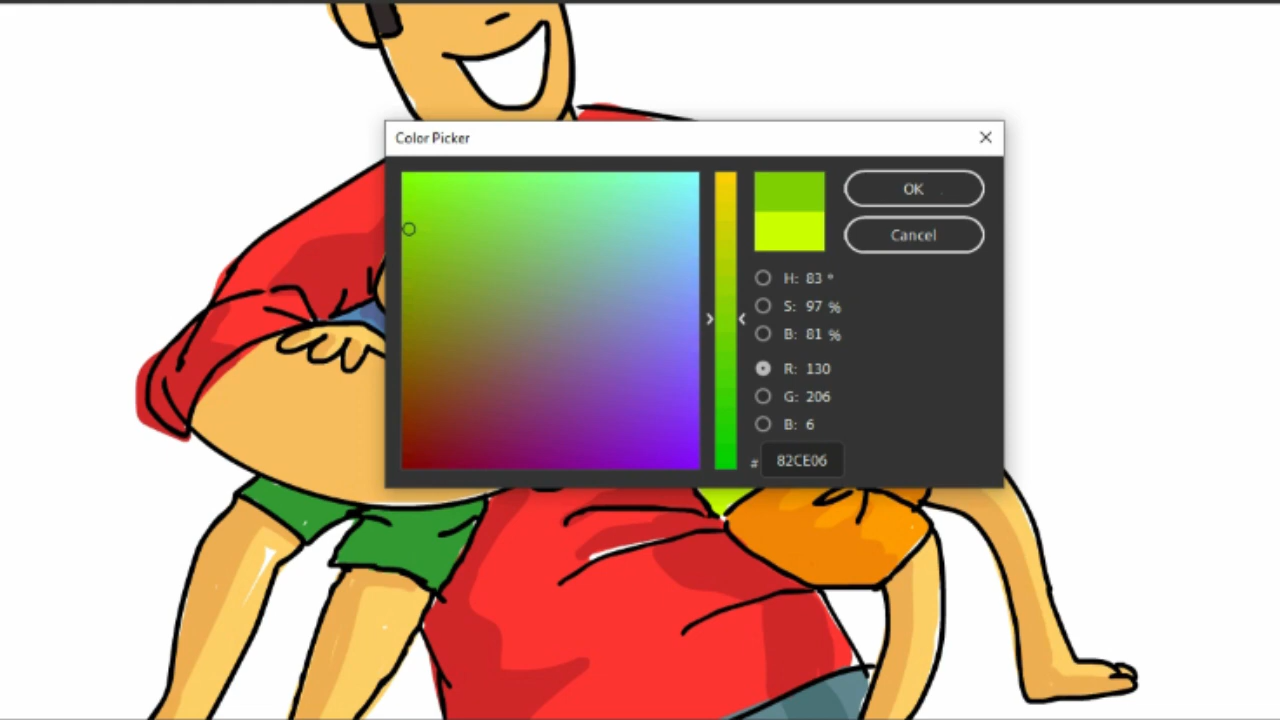 Color Picker
OK
Cancel
H: 83 °
S: 97 %
B: 81 %
R: 130
G: 206
B: 6
# 82CE06